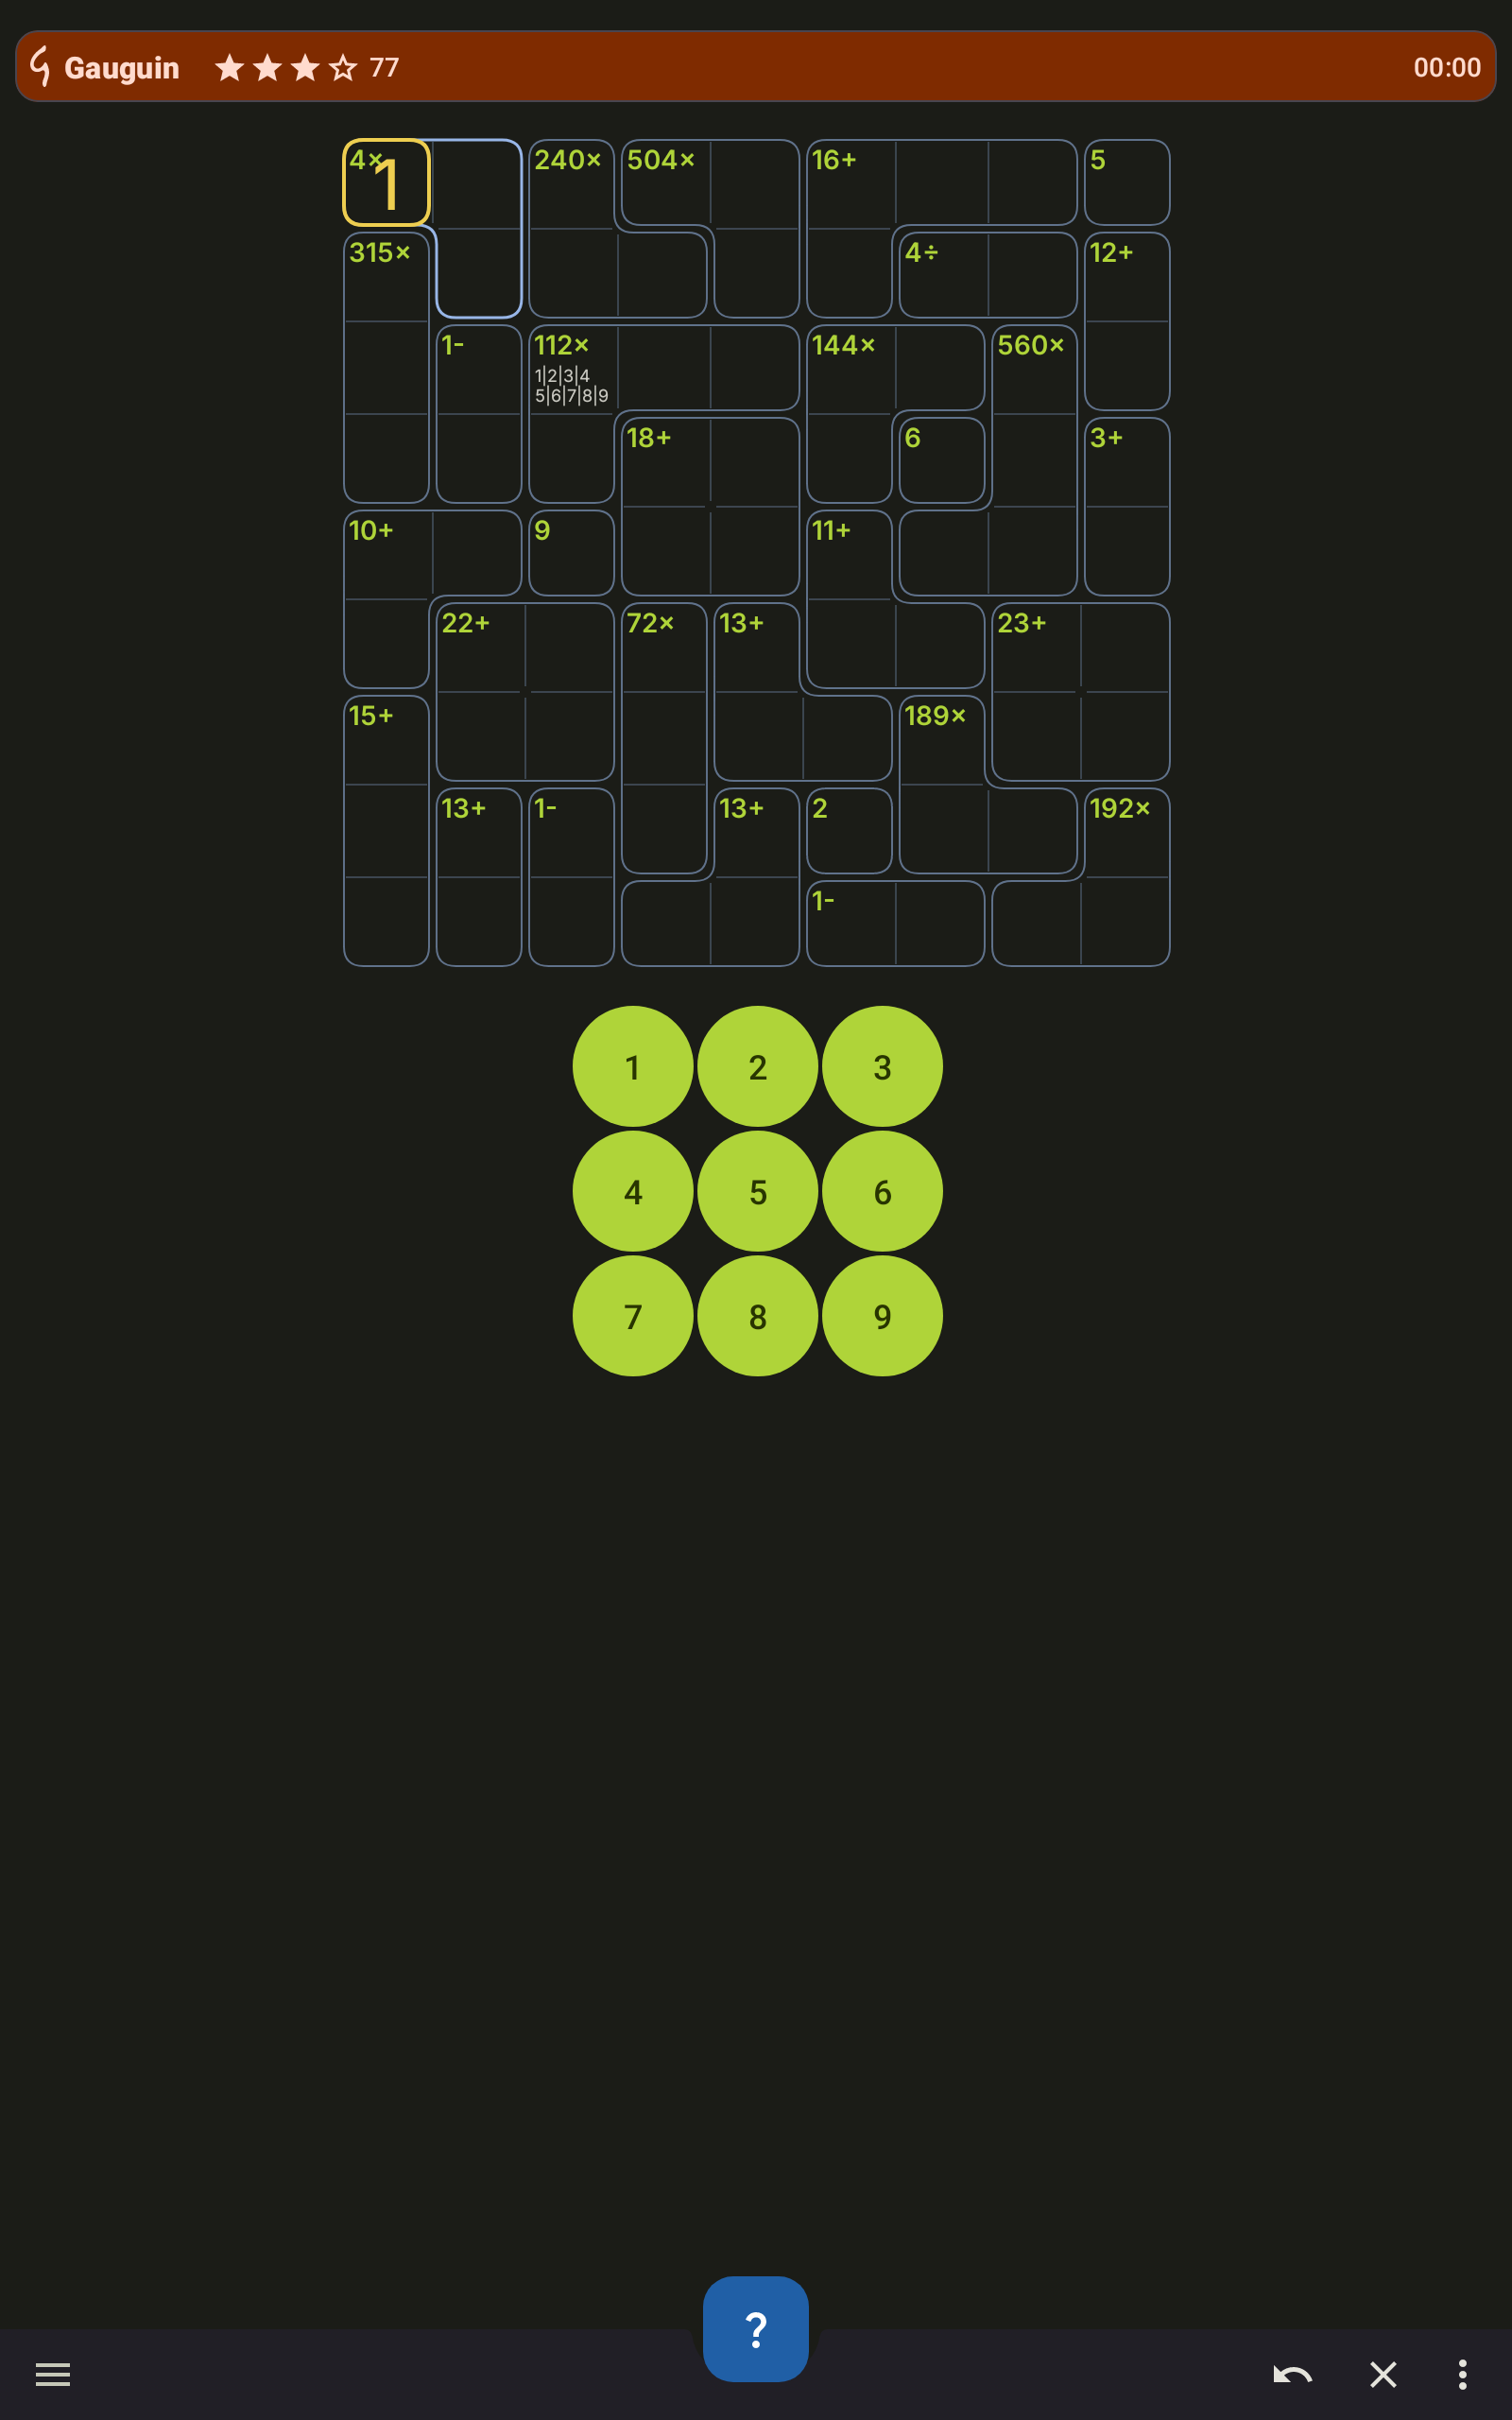 Gauguin 77 00:00
4× 1 240× 504× 16+ 5
315× 4÷ 12+
1- 112× 144× 560×
1|2|3|4
5|6|7|8|9
18+ 6 3+
10+ 9 11+
22+ 72× 13+ 23+
15+ 189×
13+ 1- 13+ 2 192×
1-
1 2 3
4 5 6
7 8 9
?